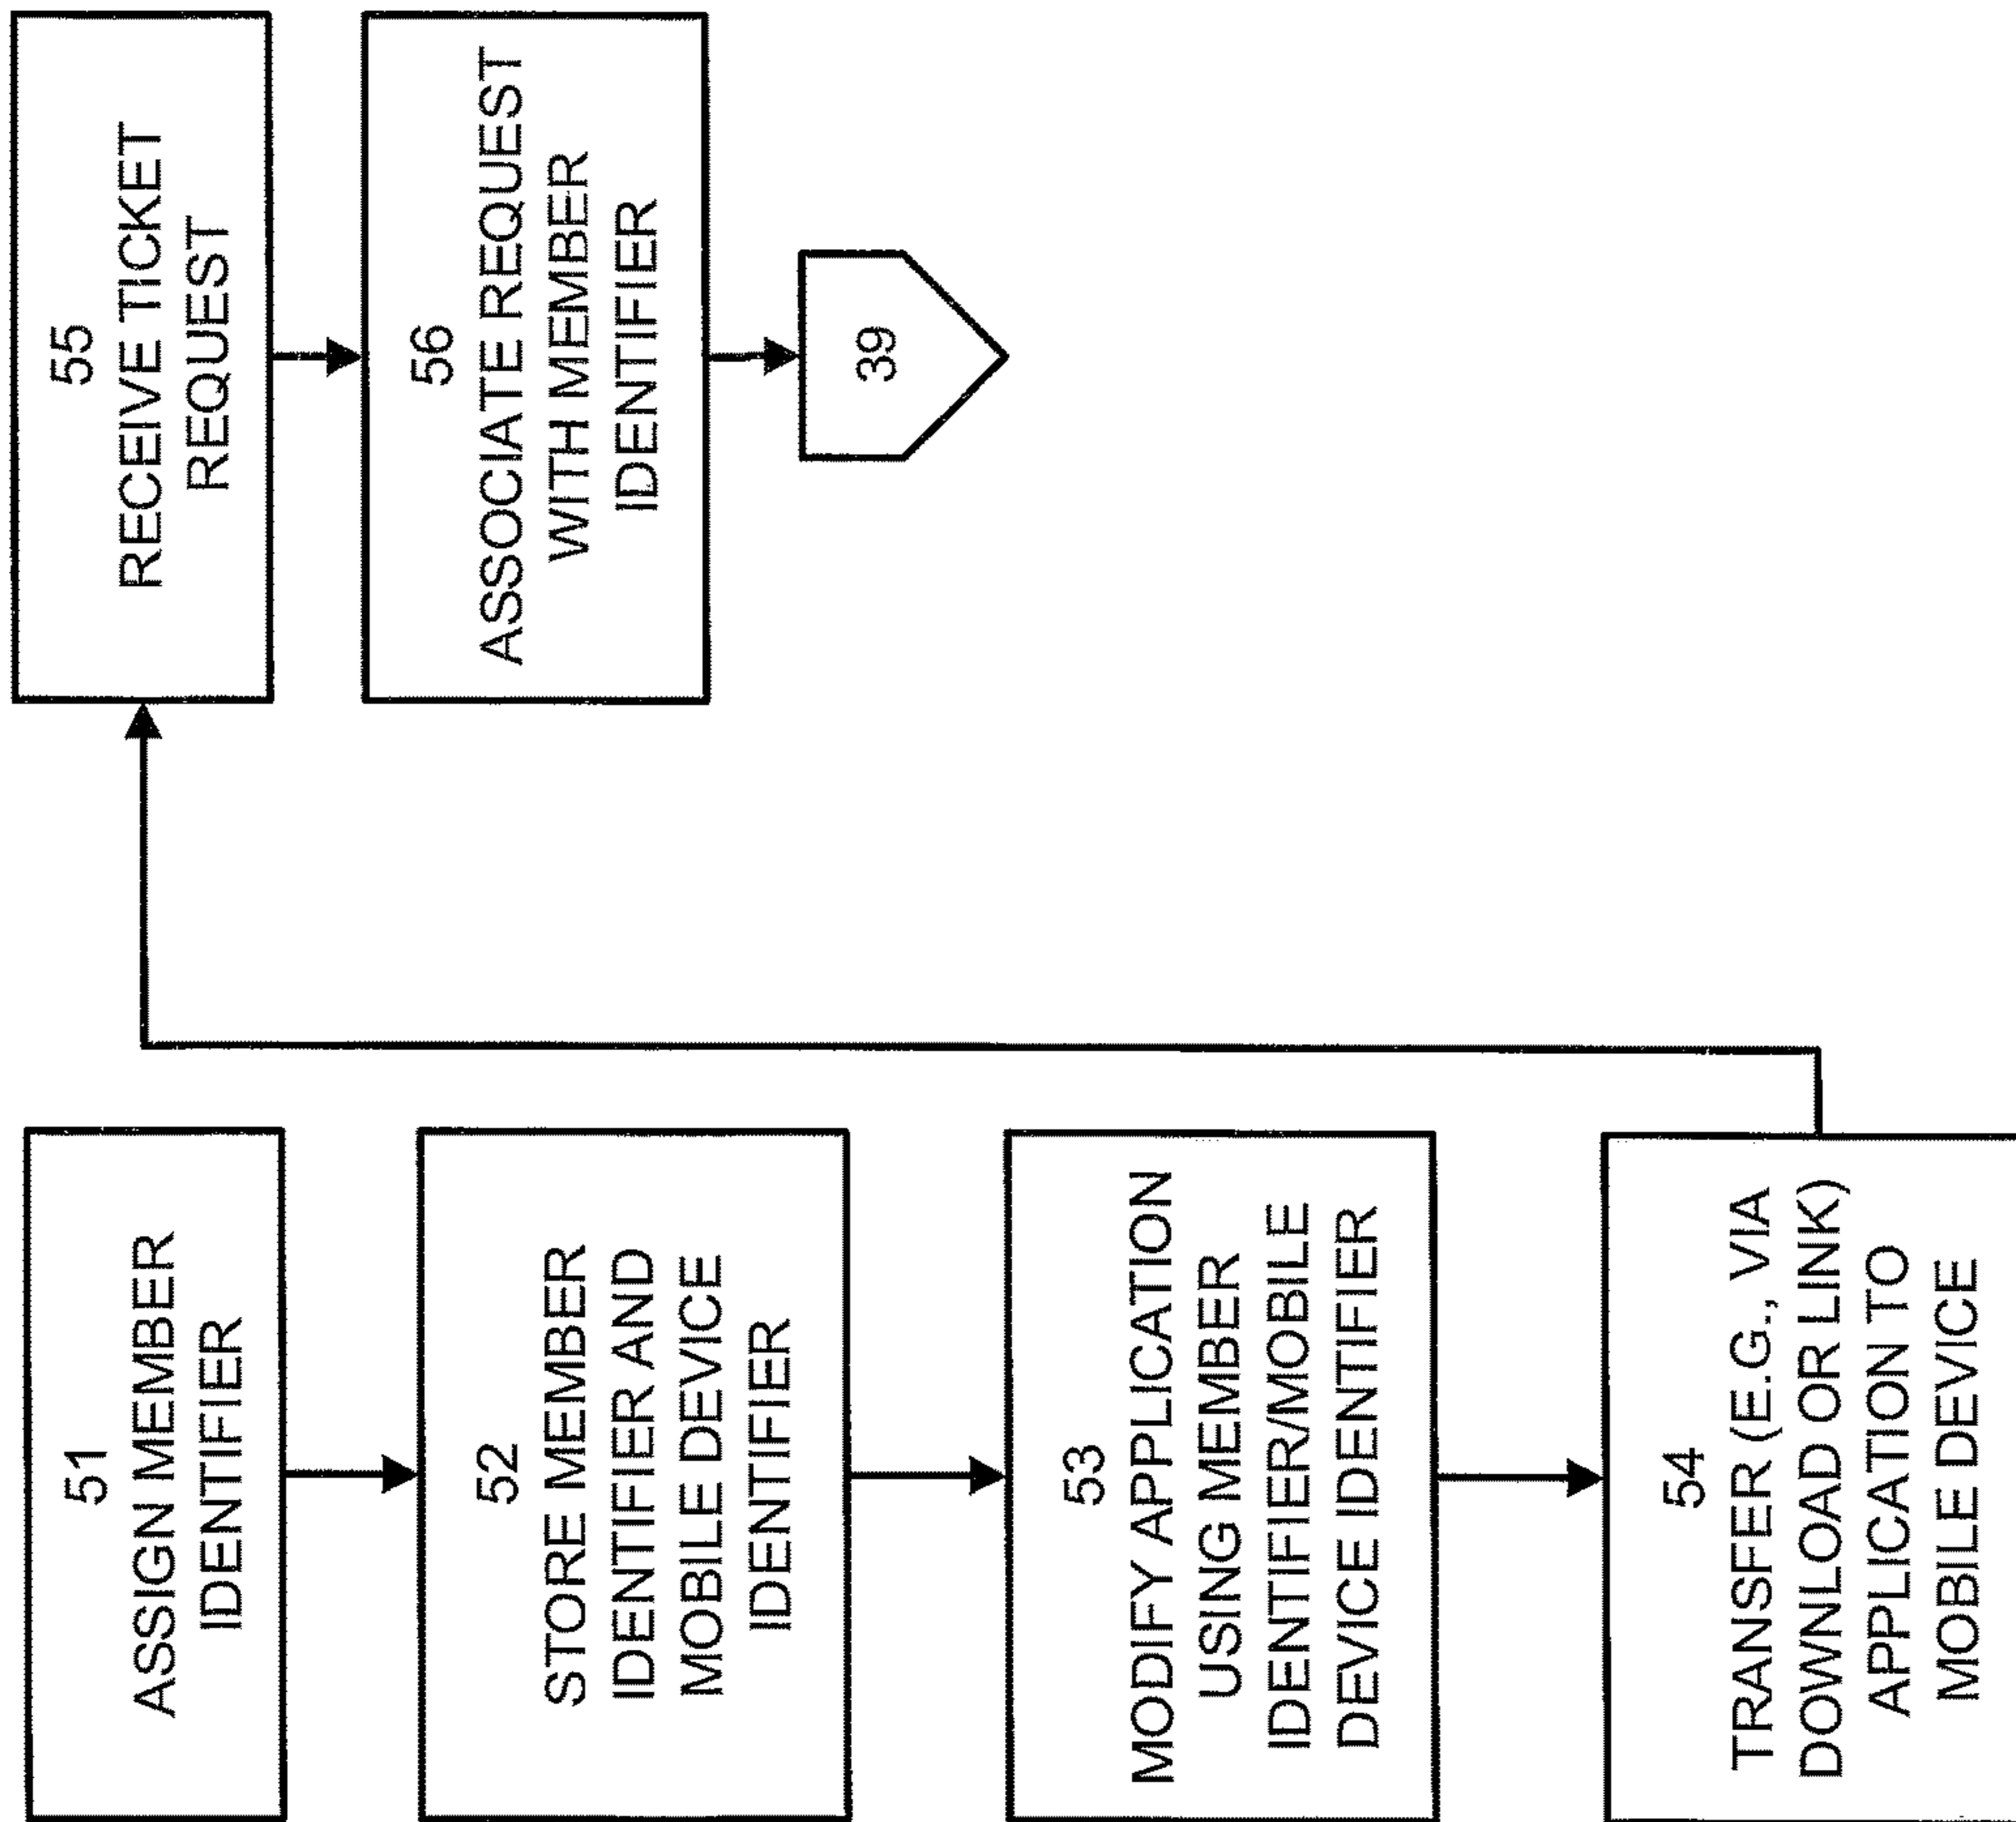 51
ASSIGN MEMBER
IDENTIFIER
52
STORE MEMBER
IDENTIFIER AND
MOBILE DEVICE
IDENTIFIER
53
MODIFY APPLICATION
USING MEMBER
IDENTIFIER/MOBILE
DEVICE IDENTIFIER
54
TRANSFER (E.G., VIA
DOWNLOAD OR LINK)
APPLICATION TO
MOBILE DEVICE
55
RECEIVE TICKET
REQUEST
56
ASSOCIATE REQUEST
WITH MEMBER
IDENTIFIER
39